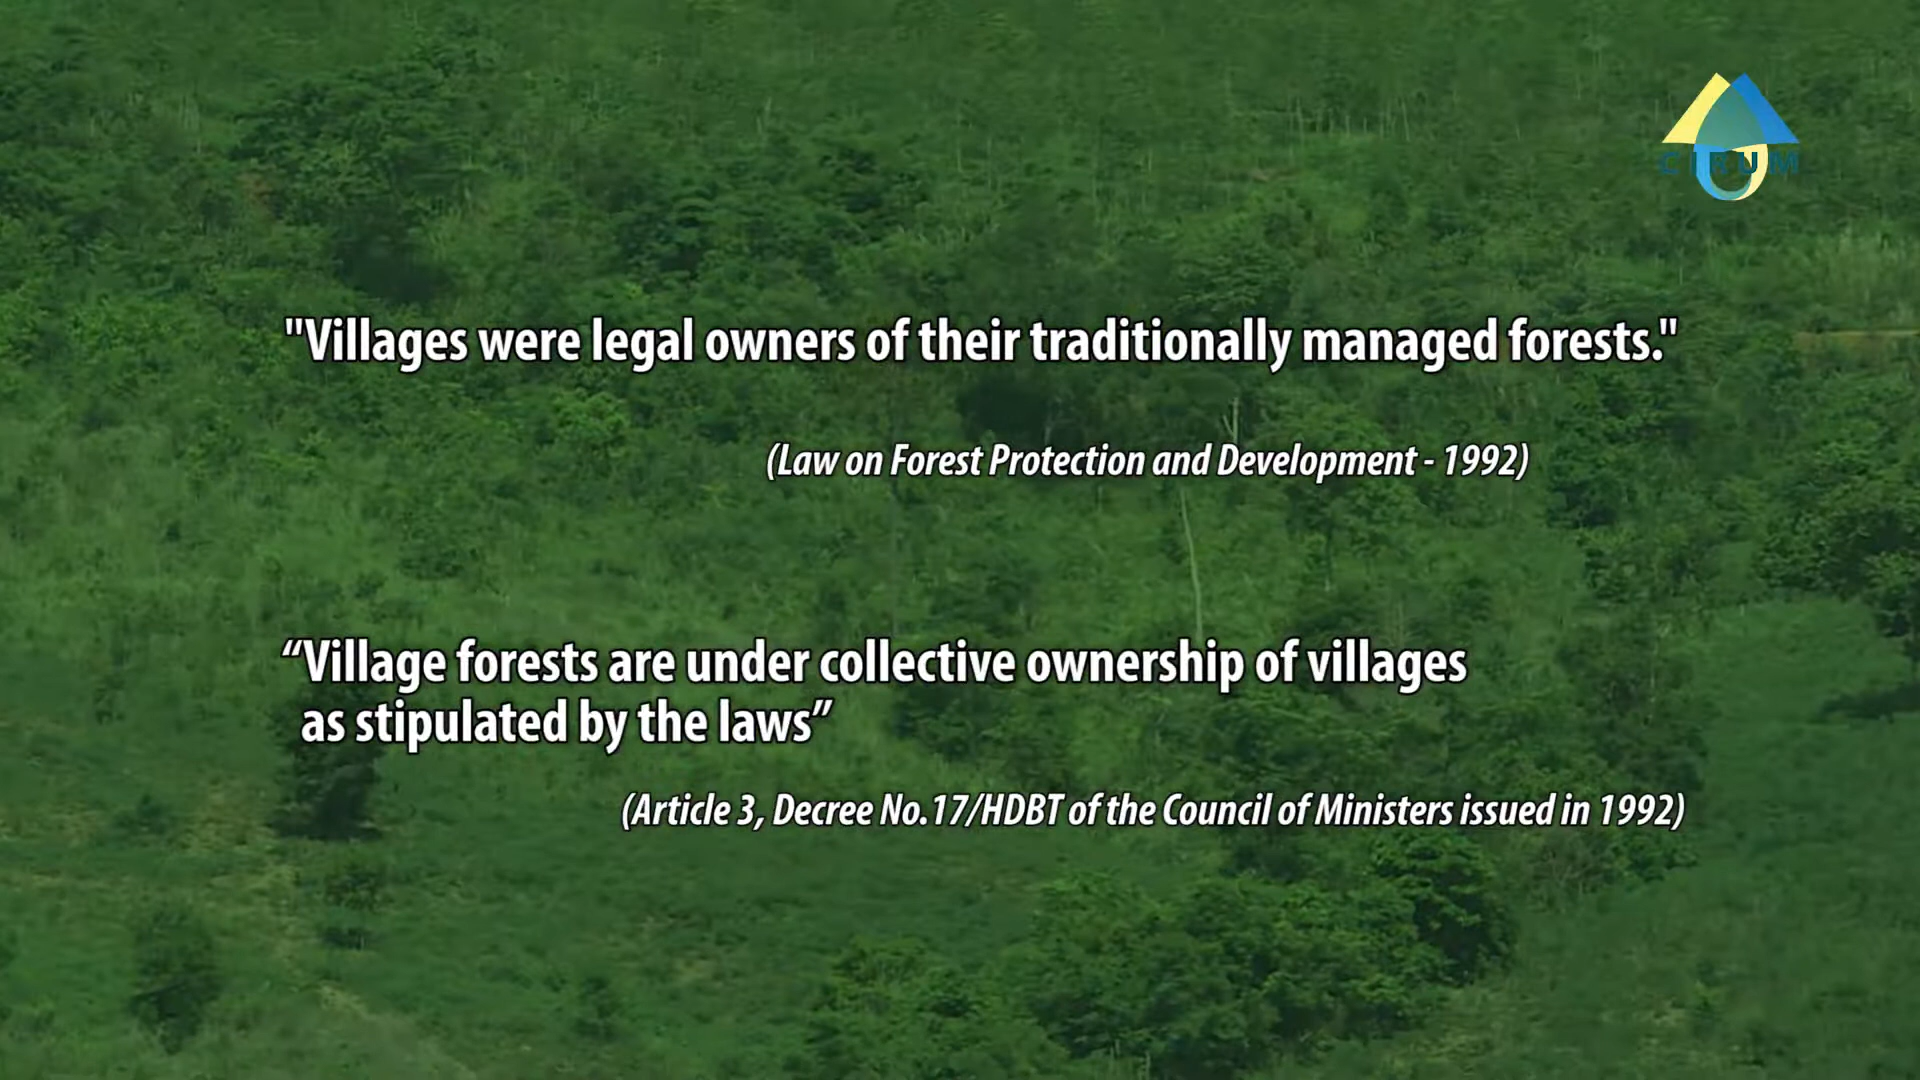 CIRUM
"Villages were legal owners of their traditionally managed forests."
(Law on Forest Protection and Development - 1992)
“Village forests are under collective ownership of villages
as stipulated by the laws”
(Article 3, Decree No.17/HDBT of the Council of Ministers issued in 1992)